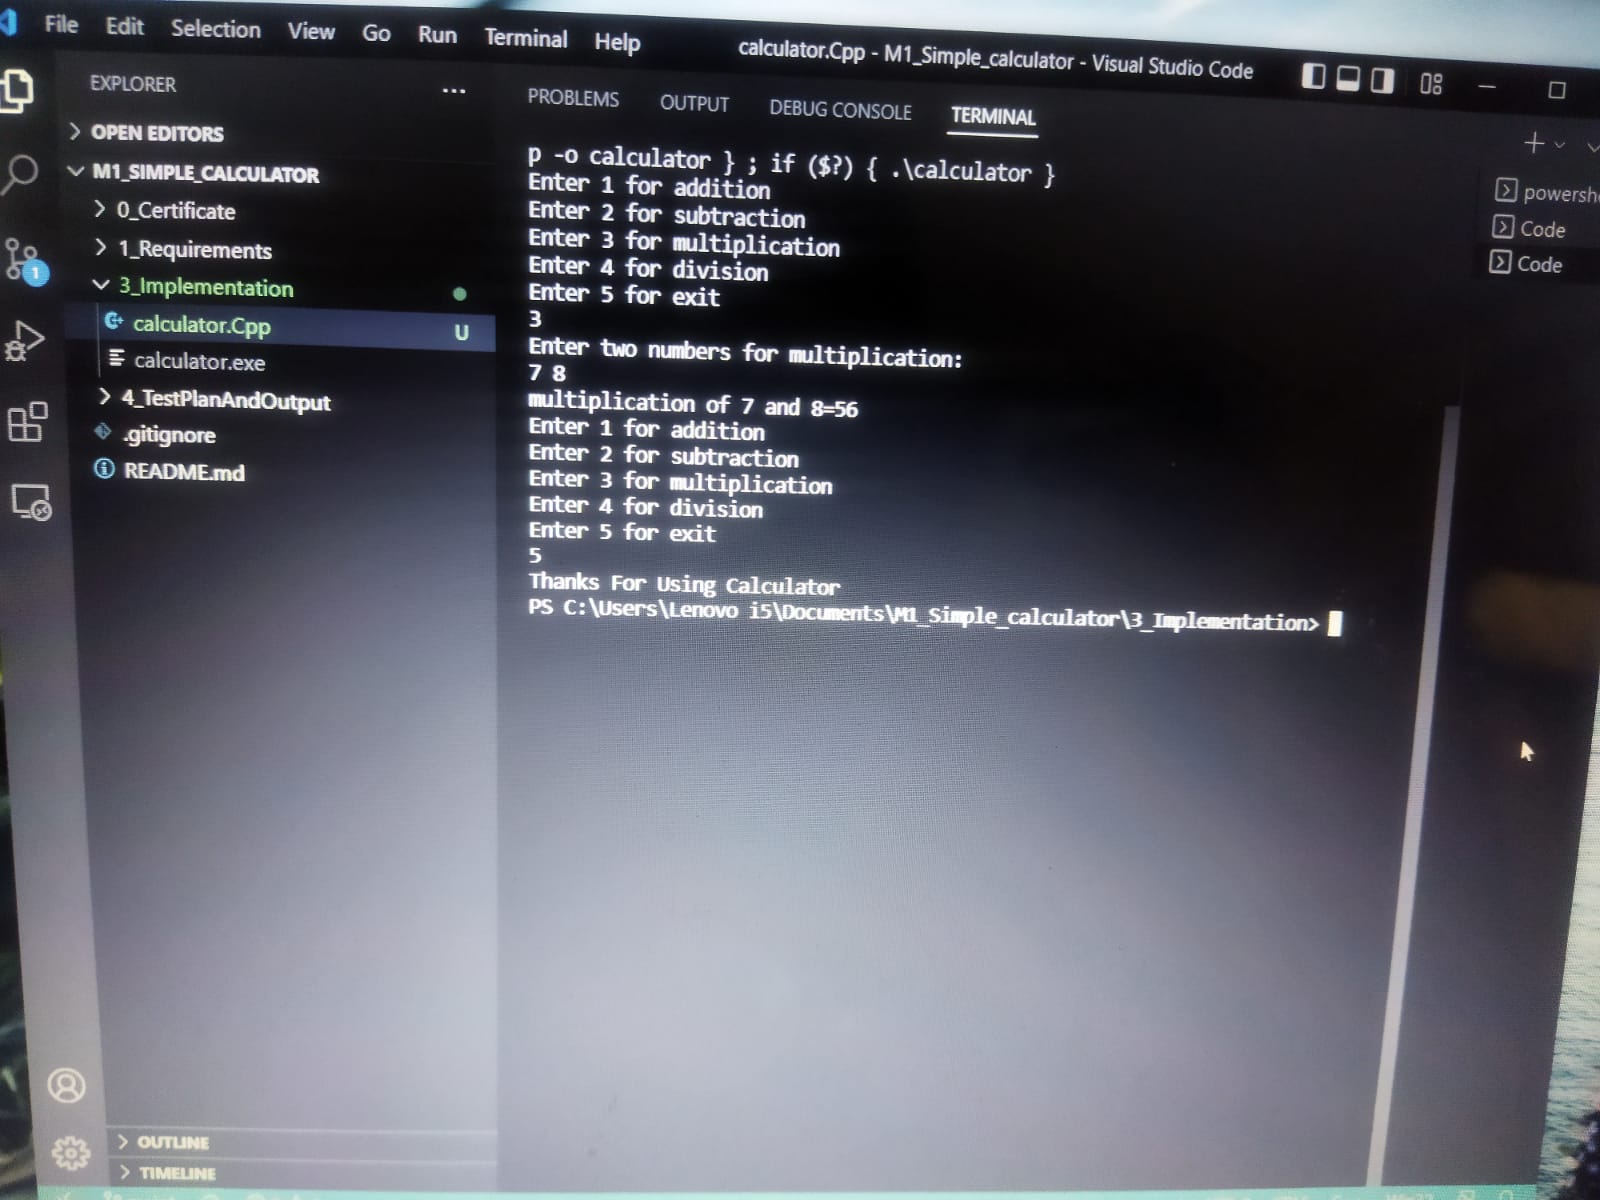 File Edit Selection View Go Run Terminal Help
calculator.Cpp - M1_Simple_calculator - Visual Studio Code
EXPLORER
OPEN EDITORS
M1_SIMPLE_CALCULATOR
0_Certificate
1_Requirements
3_Implementation
calculator.Cpp U
calculator.exe
4_TestPlanAndOutput
.gitignore
README.md
1
OUTLINE
TIMELINE
PROBLEMS OUTPUT DEBUG CONSOLE TERMINAL
p -o calculator } ; if ($?) { .\calculator }
Enter 1 for addition
Enter 2 for subtraction
Enter 3 for multiplication
Enter 4 for division
Enter 5 for exit
3
Enter two numbers for multiplication:
7 8
multiplication of 7 and 8=56
Enter 1 for addition
Enter 2 for subtraction
Enter 3 for multiplication
Enter 4 for division
Enter 5 for exit
5
Thanks For Using Calculator
PS C:\Users\Lenovo i5\Documents\M1_Simple_calculator\3_Implementation>
powershe
Code
Code